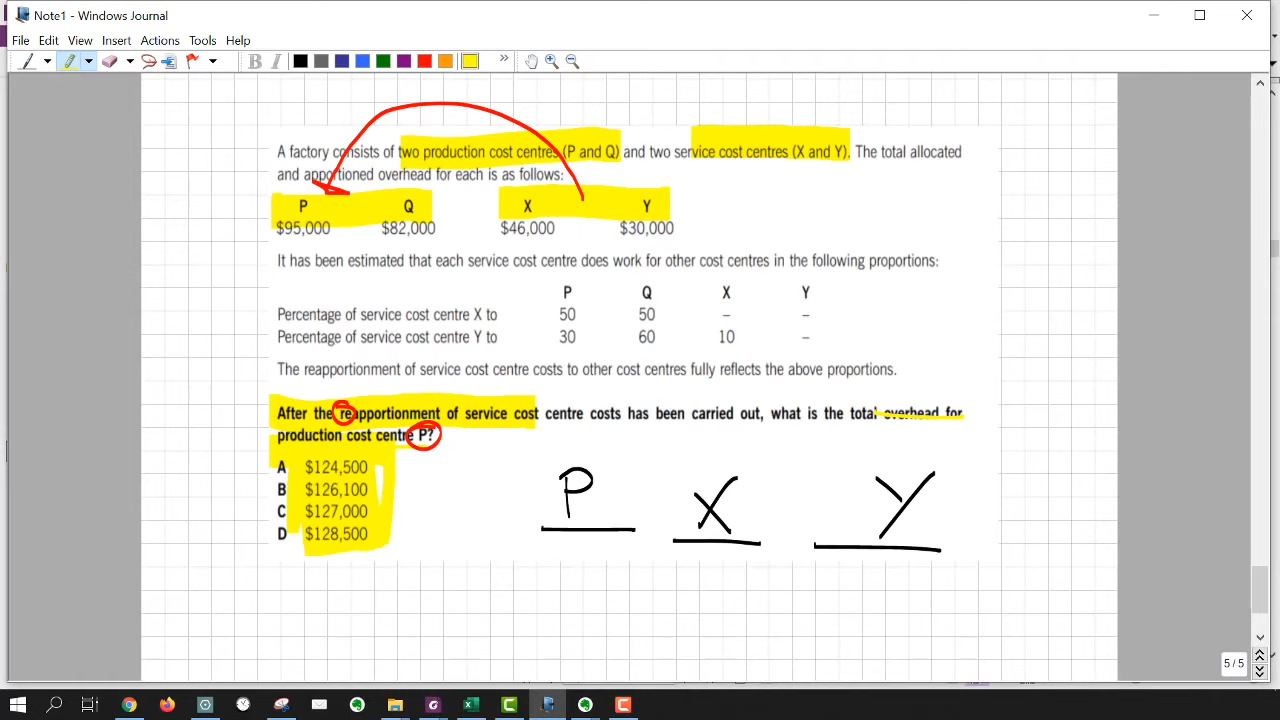 Note1 - Windows Journal
File Edit View Insert Actions Tools Help
B I
A factory consists of two production cost centres (P and Q) and two service cost centres (X and Y). The total allocated
and apportioned overhead for each is as follows:
P Q X Y
$95,000 $82,000 $46,000 $30,000
It has been estimated that each service cost centre does work for other cost centres in the following proportions:
P Q X Y
Percentage of service cost centre X to 50 50 – –
Percentage of service cost centre Y to 30 60 10 –
The reapportionment of service cost centre costs to other cost centres fully reflects the above proportions.
After the reapportionment of service cost centre costs has been carried out, what is the total overhead for
production cost centre P?
A $124,500
B $126,100
C $127,000
D $128,500
P X Y
5/5